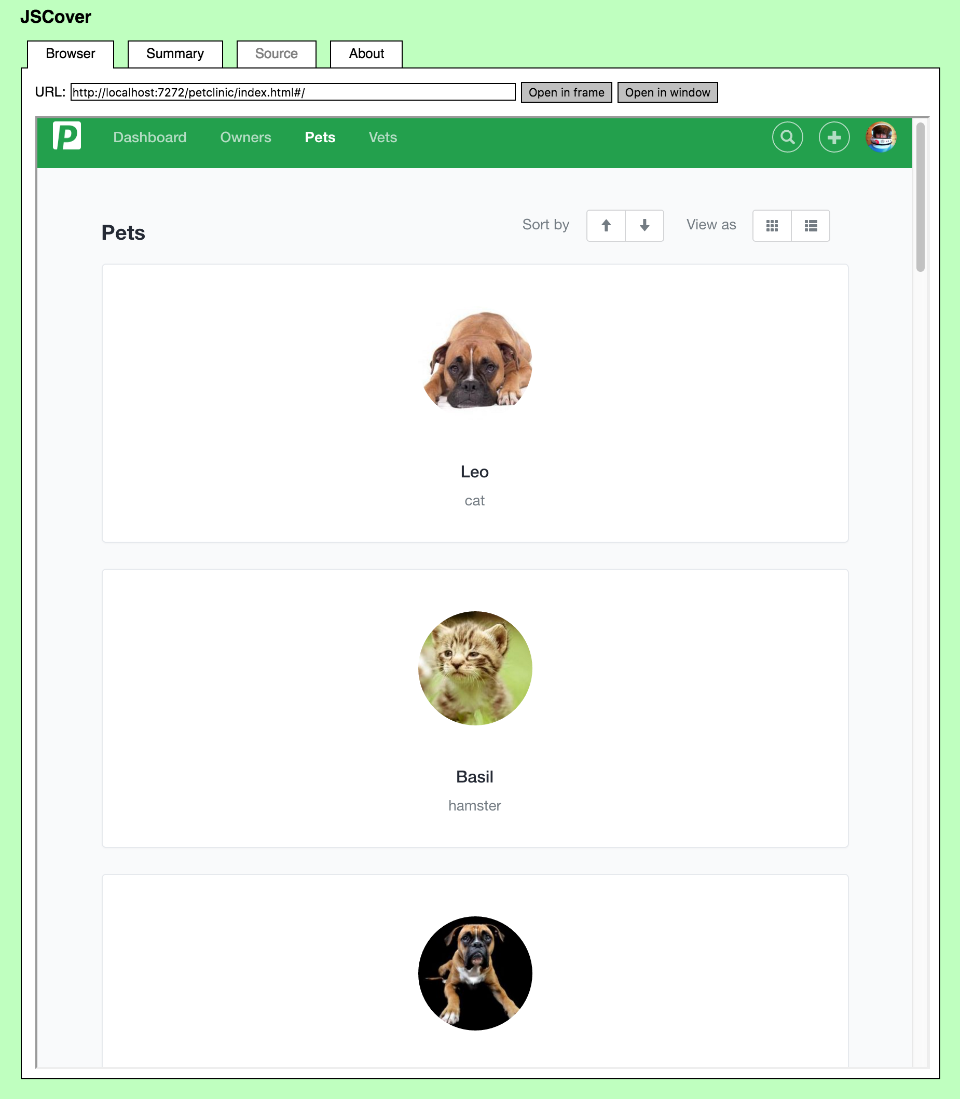 JSCover
Browser Summary Source About
URL: http://localhost:7272/petclinic/index.html#/ Open in frame Open in window
P Dashboard Owners Pets Vets
Pets Sort by View as
Leo
cat
Basil
hamster